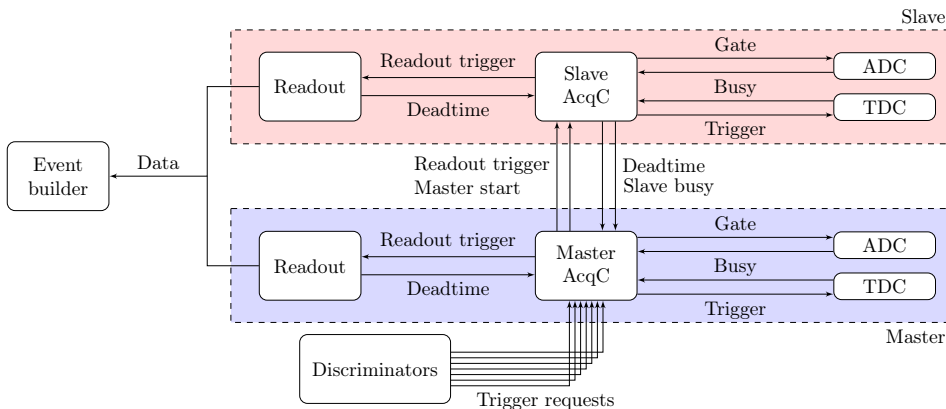 Slave
Gate
Readout trigger
Slave
AcqC
ADC
Readout
Busy
Deadtime
TDC
Trigger
Event
builder
Data
Readout trigger
Master start
Deadtime
Slave busy
Gate
Readout trigger
Master
AcqC
ADC
Readout
Busy
Deadtime
TDC
Trigger
Master
Discriminators
Trigger requests